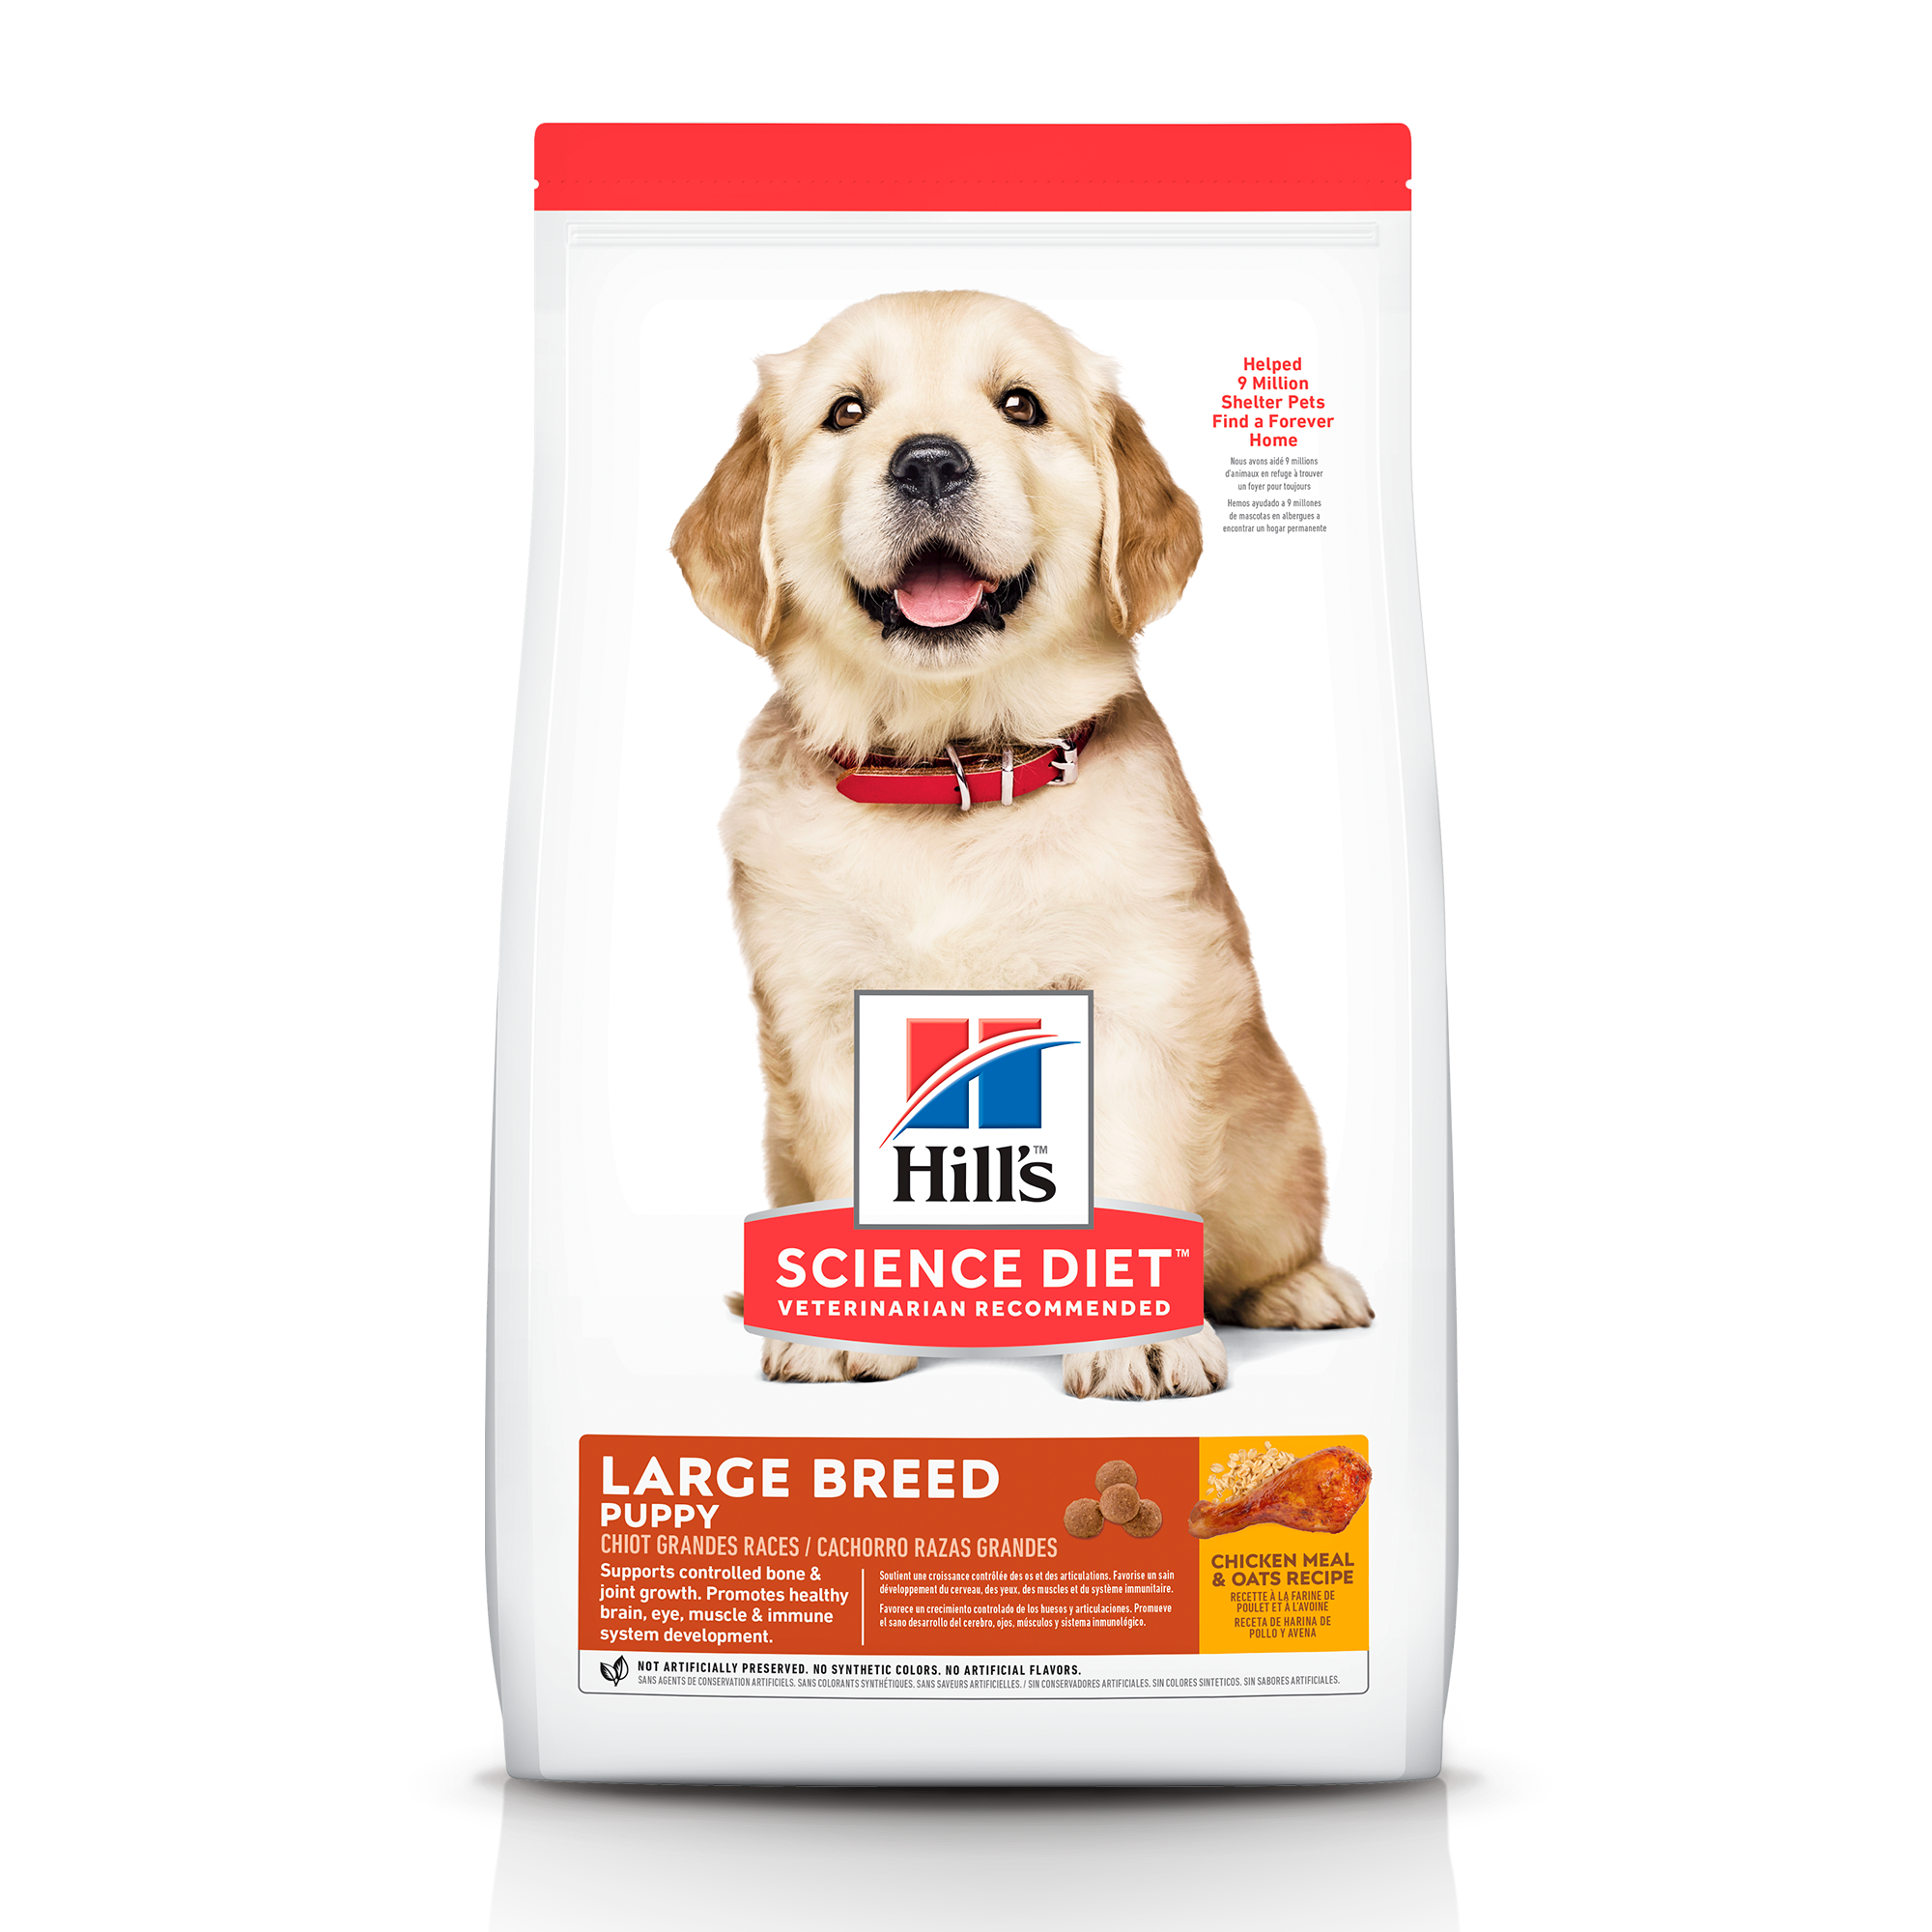 Helped
9 Million
Shelter Pets
Find a Forever
Home
Nous avons aidé 9 millions
d'animaux en refuge à trouver
un foyer pour toujours
Hemos ayudado a 9 millones
de mascotas en albergues a
encontrar un hogar permanente
Hill's™
SCIENCE DIET™
VETERINARIAN RECOMMENDED
LARGE BREED
PUPPY
CHIOT GRANDES RACES / CACHORRO RAZAS GRANDES
Supports controlled bone &
joint growth. Promotes healthy
brain, eye, muscle & immune
system development.
Soutient une croissance contrôlée des os et des articulations. Favorise un sain
développement du cerveau, des yeux, des muscles et du système immunitaire.
Favorece un crecimiento controlado de los huesos y articulaciones. Promueve
el sano desarrollo del cerebro, ojos, músculos y sistema inmunológico.
CHICKEN MEAL
& OATS RECIPE
RECETTE À LA FARINE DE
POULET ET À L'AVOINE
RECETA DE HARINA DE
POLLO Y AVENA
NOT ARTIFICIALLY PRESERVED. NO SYNTHETIC COLORS. NO ARTIFICIAL FLAVORS.
SANS AGENTS DE CONSERVATION ARTIFICIELS. SANS COLORANTS SYNTHÉTIQUES. SANS SAVEURS ARTIFICIELLES. / SIN CONSERVADORES ARTIFICIALES. SIN COLORES SINTETICOS. SIN SABORES ARTIFICIALES.